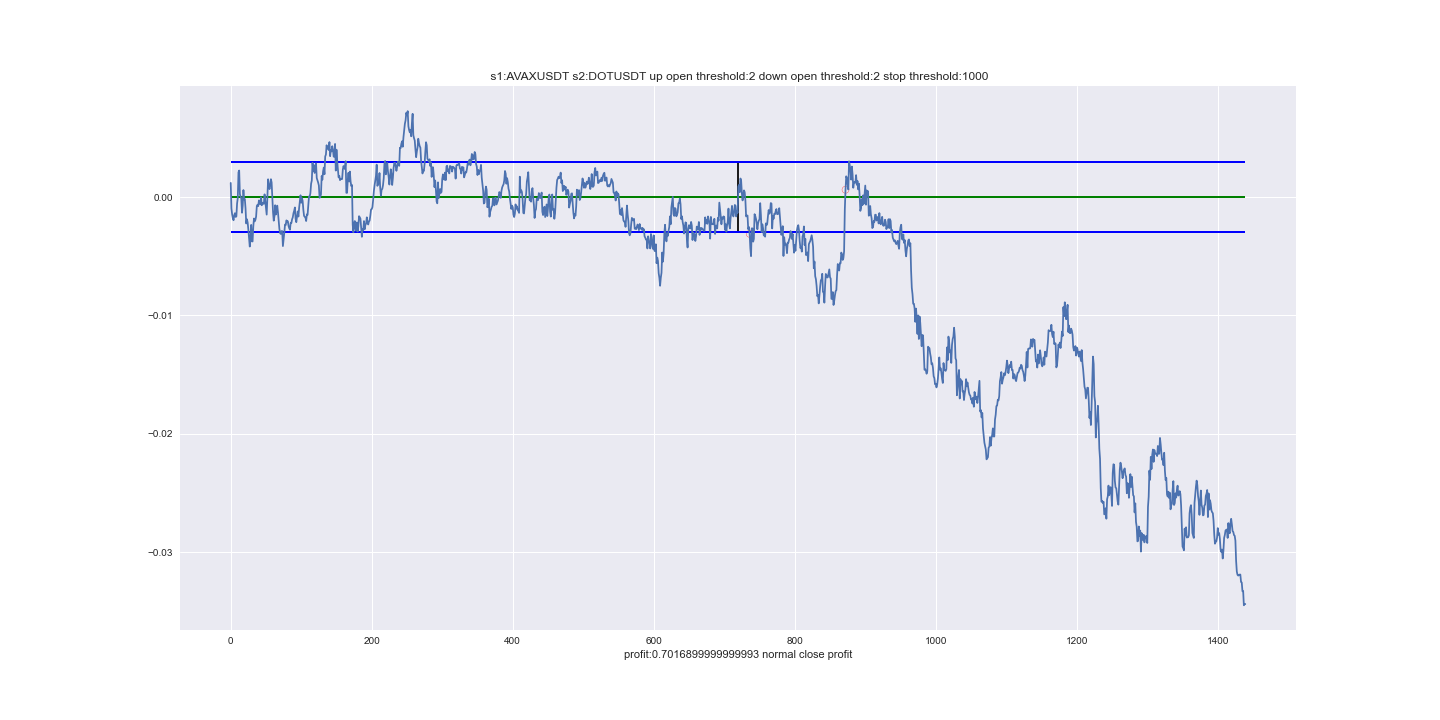 s1:AVAXUSDT s2:DOTUSDT up open threshold:2 down open threshold:2 stop threshold:1000
0.00
−0.01
−0.02
−0.03
0 200 400 600 800 1000 1200 1400
profit:0.7016899999999993 normal close profit